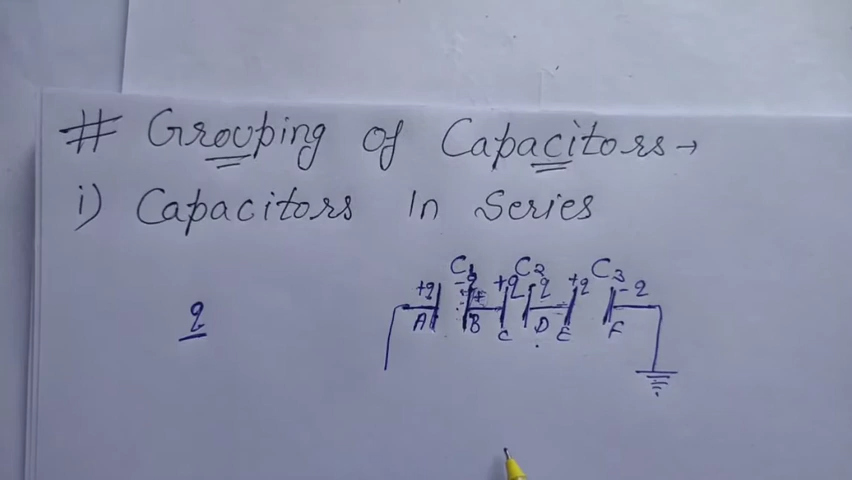 # Grouping of Capacitors →
i) Capacitors In Series
C1 C2 C3
+q -q + +q -q +q -q
A B C D E F
q